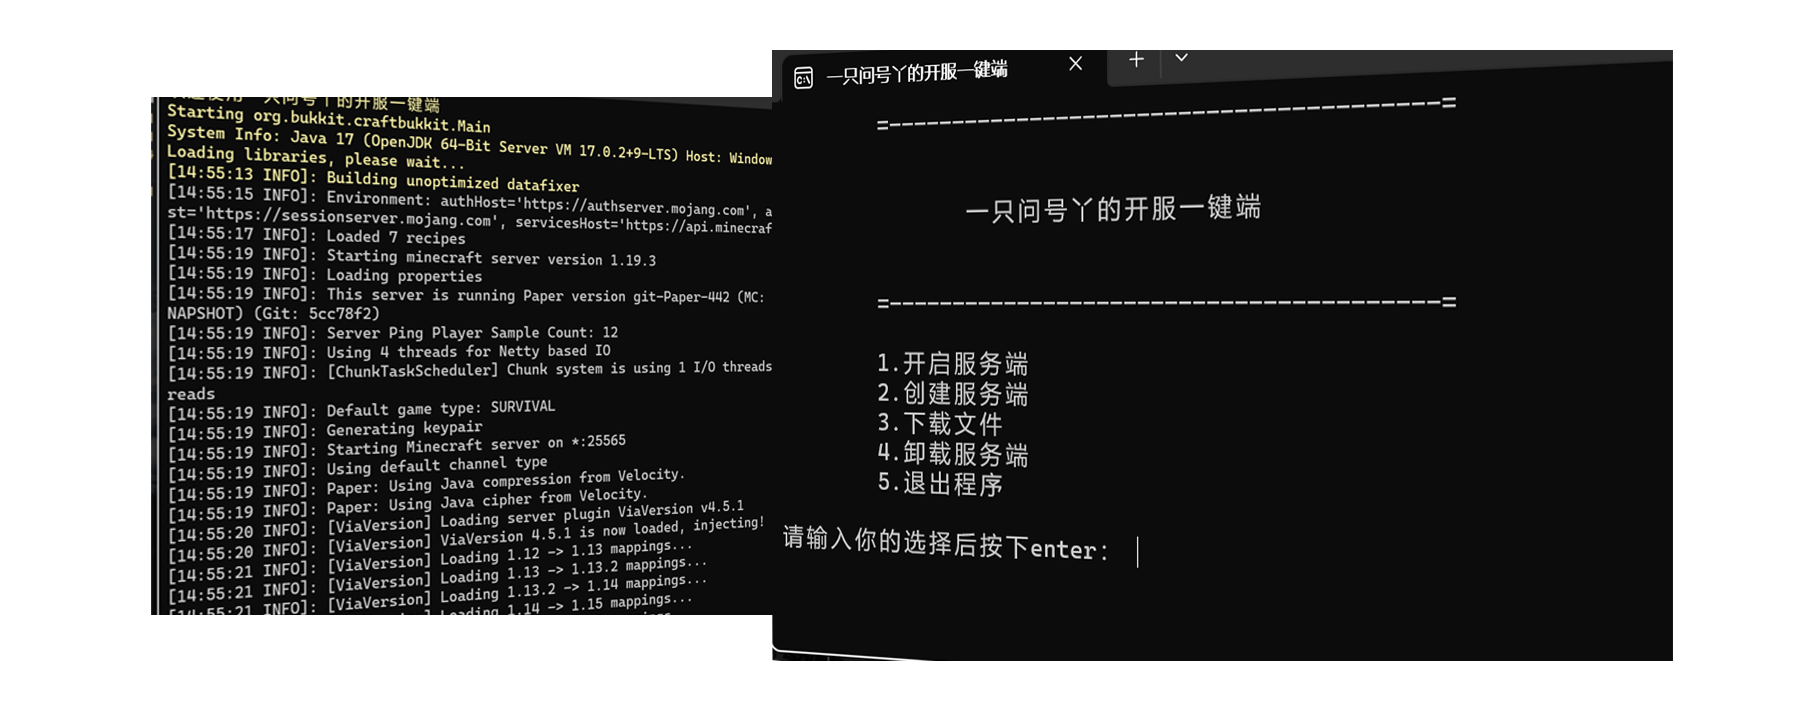 使用一只问号丫的开服一键端
Starting org.bukkit.craftbukkit.Main
System Info: Java 17 (OpenJDK 64-Bit Server VM 17.0.2+9-LTS) Host: Window
Loading libraries, please wait...
[14:55:13 INFO]: Building unoptimized datafixer
[14:55:15 INFO]: Environment: authHost='https://authserver.mojang.com', a
st='https://sessionserver.mojang.com', servicesHost='https://api.minecraf
[14:55:17 INFO]: Loaded 7 recipes
[14:55:19 INFO]: Starting minecraft server version 1.19.3
[14:55:19 INFO]: Loading properties
[14:55:19 INFO]: This server is running Paper version git-Paper-442 (MC:
NAPSHOT) (Git: 5cc78f2)
[14:55:19 INFO]: Server Ping Player Sample Count: 12
[14:55:19 INFO]: Using 4 threads for Netty based IO
[14:55:19 INFO]: [ChunkTaskScheduler] Chunk system is using 1 I/O threads
reads
[14:55:19 INFO]: Default game type: SURVIVAL
[14:55:19 INFO]: Generating keypair
[14:55:19 INFO]: Starting Minecraft server on *:25565
[14:55:19 INFO]: Using default channel type
[14:55:19 INFO]: Paper: Using Java compression from Velocity.
[14:55:19 INFO]: Paper: Using Java cipher from Velocity.
[14:55:20 INFO]: [ViaVersion] Loading server plugin ViaVersion v4.5.1
[14:55:20 INFO]: [ViaVersion] ViaVersion 4.5.1 is now loaded, injecting!
[14:55:21 INFO]: [ViaVersion] Loading 1.12 -> 1.13 mappings...
[14:55:21 INFO]: [ViaVersion] Loading 1.13 -> 1.13.2 mappings...
[14:55:21 INFO]: [ViaVersion] Loading 1.13.2 -> 1.14 mappings...
Loading 1.14 -> 1.15 mappings...
一只问号丫的开服一键端
=--------------------------------------------=
一只问号丫的开服一键端
=--------------------------------------------=
1.开启服务端
2.创建服务端
3.下载文件
4.卸载服务端
5.退出程序
请输入你的选择后按下enter: